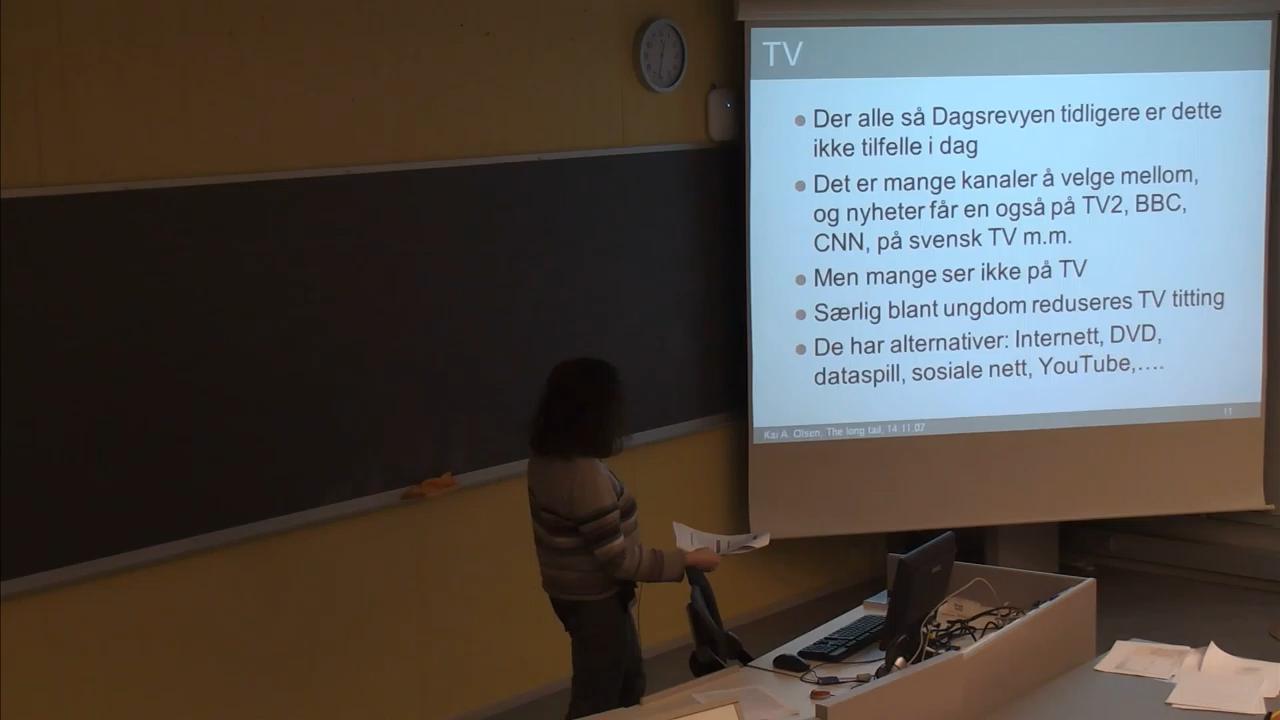 TV
Der alle så Dagsrevyen tidligere er dette
ikke tilfelle i dag
Det er mange kanaler å velge mellom,
og nyheter får en også på TV2, BBC,
CNN, på svensk TV m.m.
Men mange ser ikke på TV
Særlig blant ungdom reduseres TV titting
De har alternativer: Internett, DVD,
dataspill, sosiale nett, YouTube,....
Kai A. Olsen, The long tail, 14.11.07
11